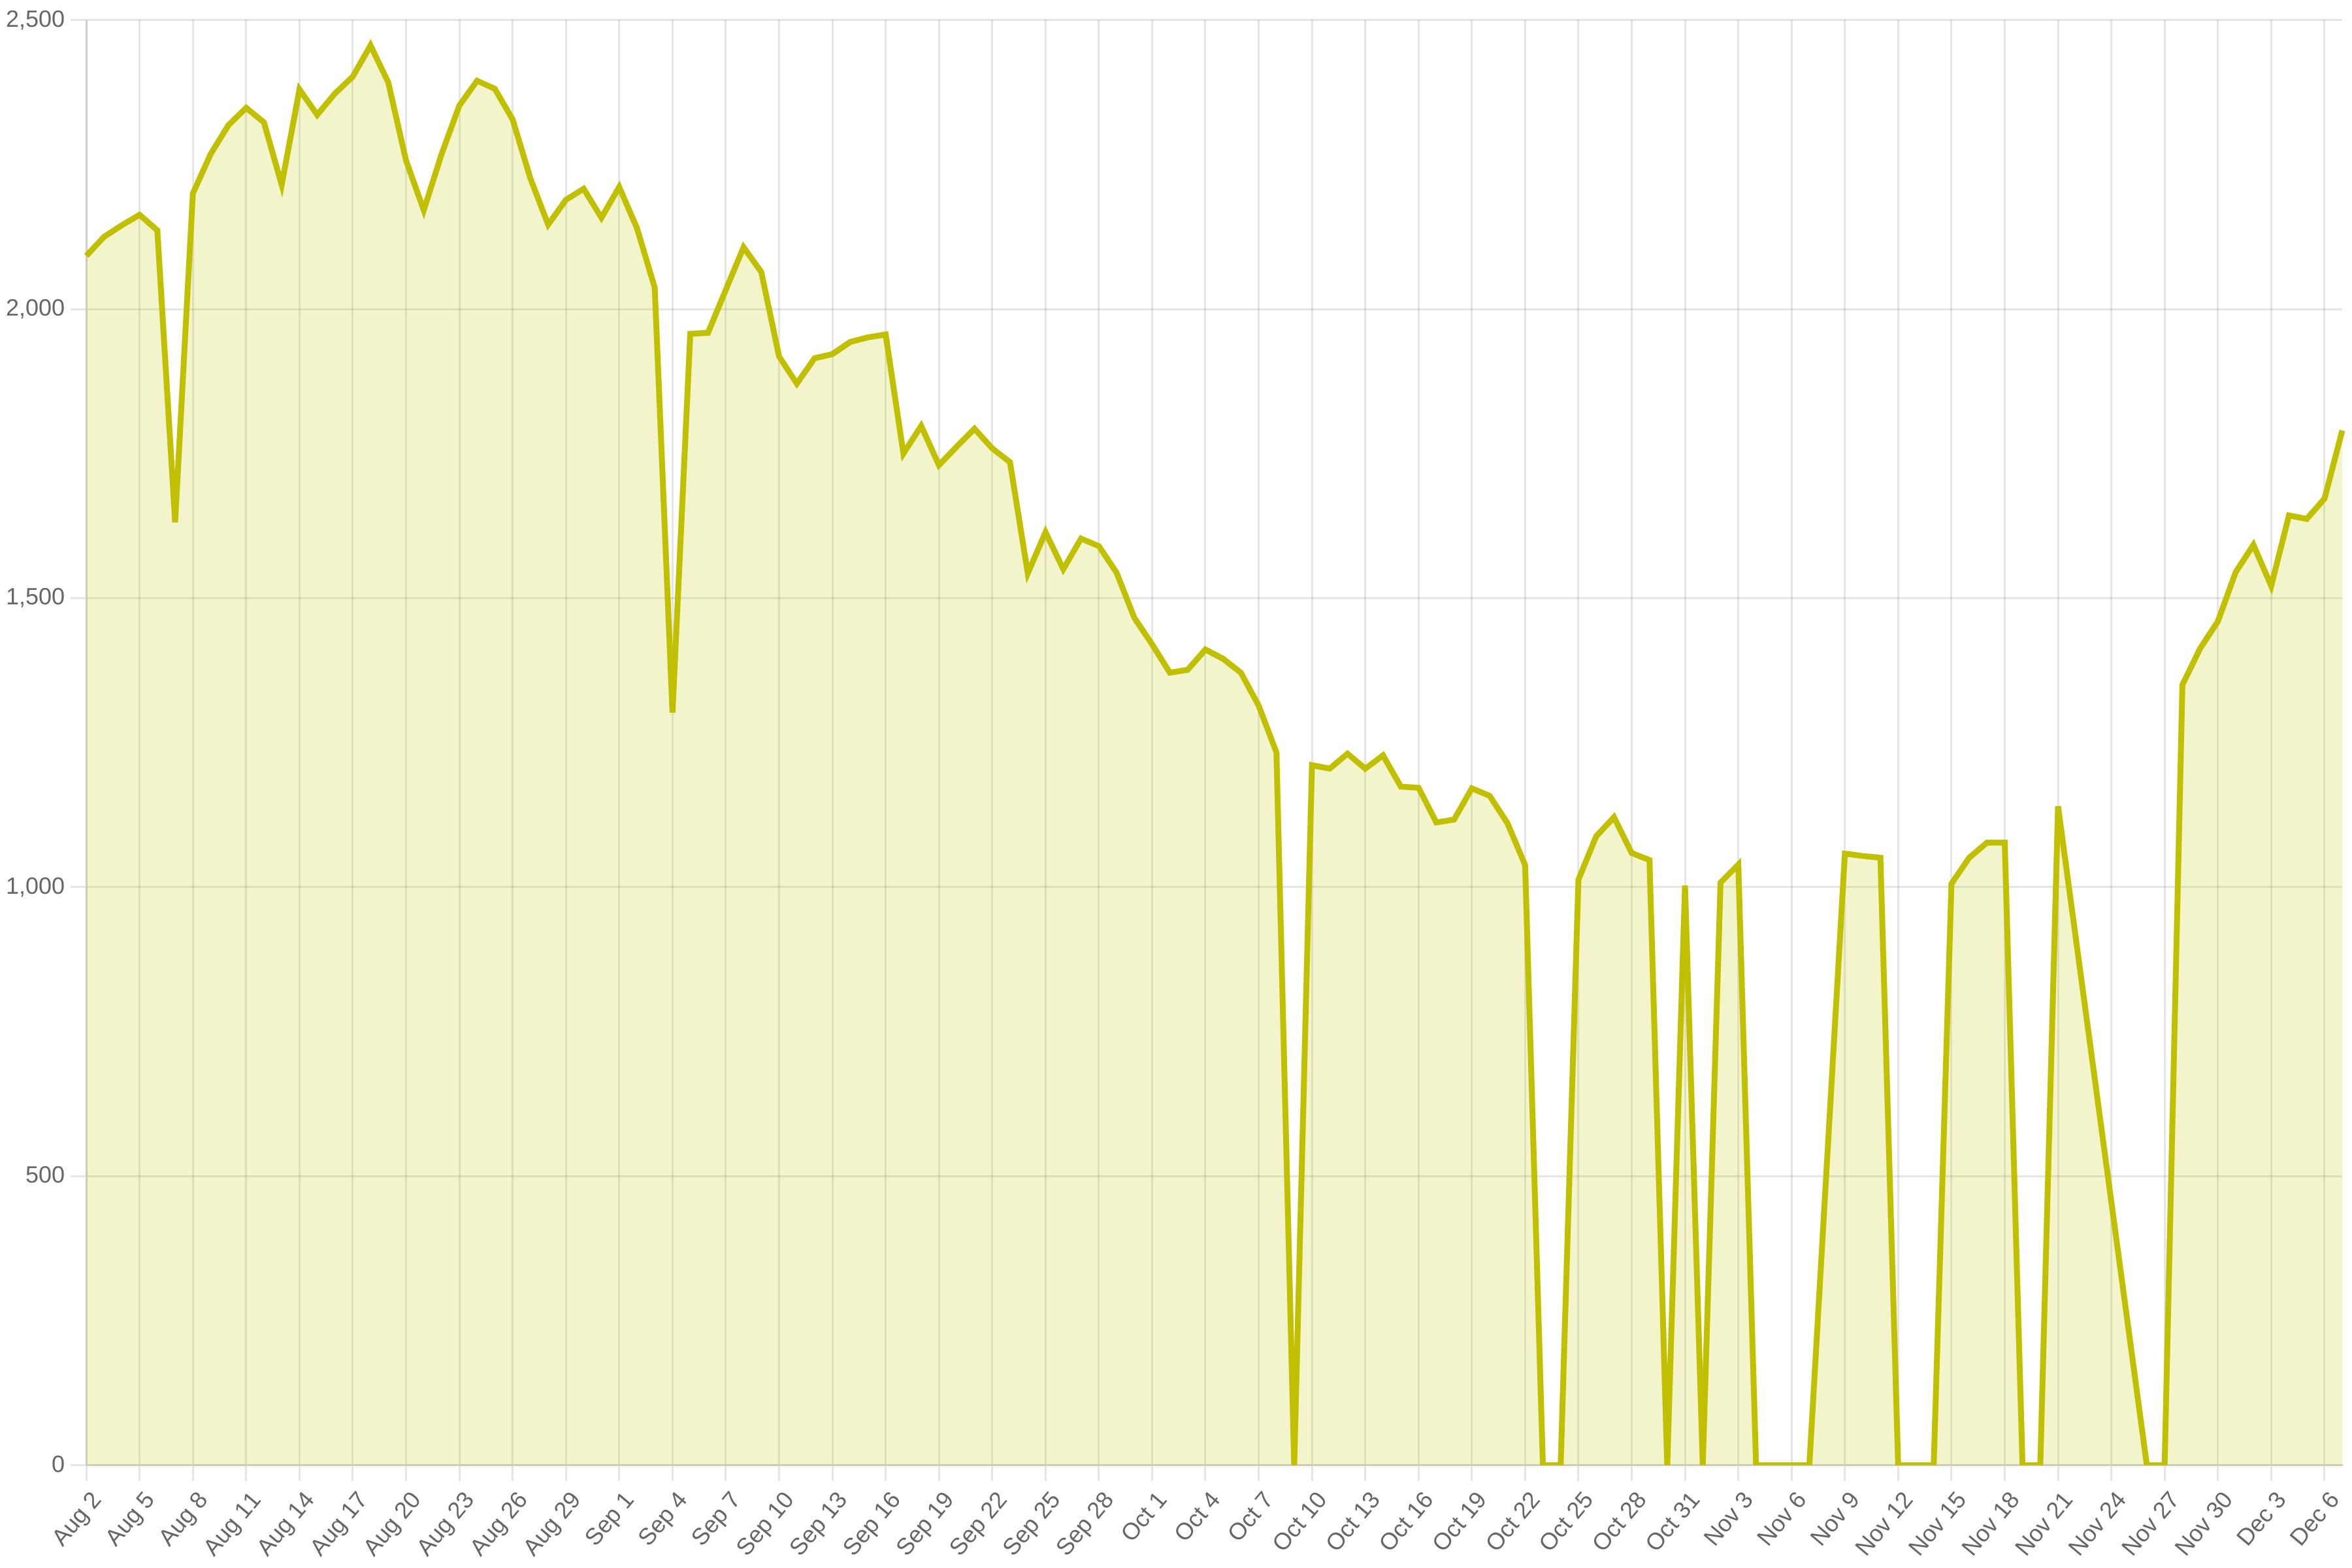 2,500
2,000
1,500
1,000
500
0
Aug 2
Aug 5
Aug 8
Aug 11
Aug 14
Aug 17
Aug 20
Aug 23
Aug 26
Aug 29
Sep 1
Sep 4
Sep 7
Sep 10
Sep 13
Sep 16
Sep 19
Sep 22
Sep 25
Sep 28
Oct 1
Oct 4
Oct 7
Oct 10
Oct 13
Oct 16
Oct 19
Oct 22
Oct 25
Oct 28
Oct 31
Nov 3
Nov 6
Nov 9
Nov 12
Nov 15
Nov 18
Nov 21
Nov 24
Nov 27
Nov 30
Dec 3
Dec 6